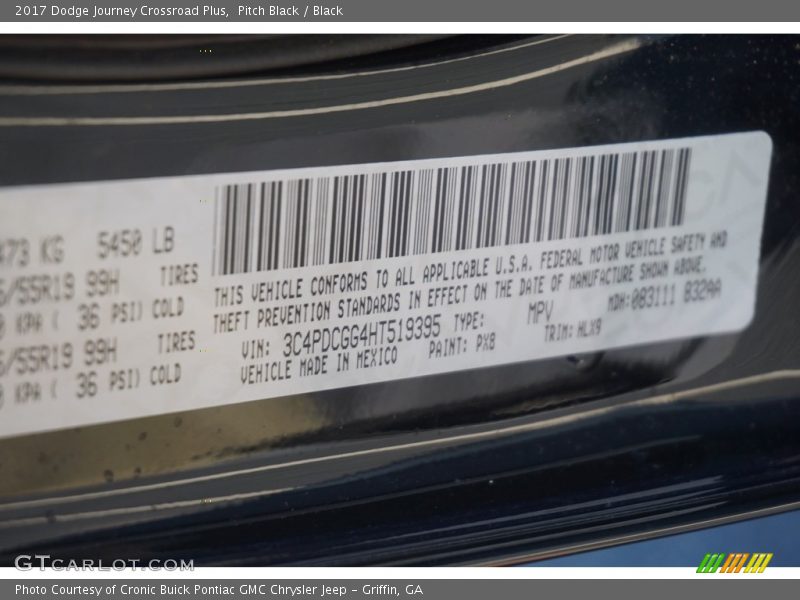 2017 Dodge Journey Crossroad Plus, Pitch Black / Black
473 KG 5450 LB
/55R19 99H TIRES
KPA ( 36 PSI) COLD
/55R19 99H TIRES
KPA ( 36 PSI) COLD
THIS VEHICLE CONFORMS TO ALL APPLICABLE U.S.A. FEDERAL MOTOR VEHICLE SAFETY AND
THEFT PREVENTION STANDARDS IN EFFECT ON THE DATE OF MANUFACTURE SHOWN ABOVE.
VIN: 3C4PDCGG4HT519395 TYPE: MPV MDH:083111 B32AA
VEHICLE MADE IN MEXICO PAINT: PX8 TRIM:HLX9
GTCARLOT.COM
Photo Courtesy of Cronic Buick Pontiac GMC Chrysler Jeep - Griffin, GA